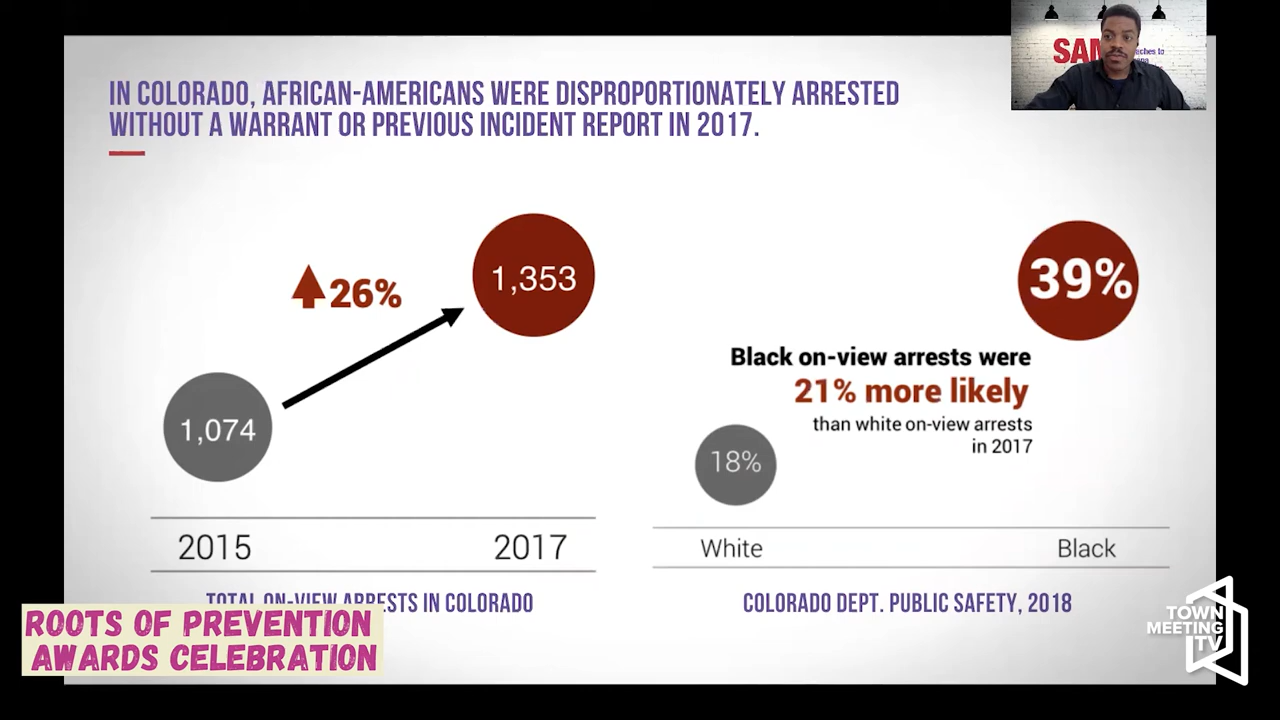 IN COLORADO, AFRICAN-AMERICANS WERE DISPROPORTIONATELY ARRESTED
WITHOUT A WARRANT OR PREVIOUS INCIDENT REPORT IN 2017.
26%
1,353
1,074
2015
2017
TOTAL ON-VIEW ARRESTS IN COLORADO
39%
Black on-view arrests were
21% more likely
than white on-view arrests
in 2017
18%
White
Black
COLORADO DEPT. PUBLIC SAFETY, 2018
ROOTS OF PREVENTION
AWARDS CELEBRATION
TOWN
MEETING
TV